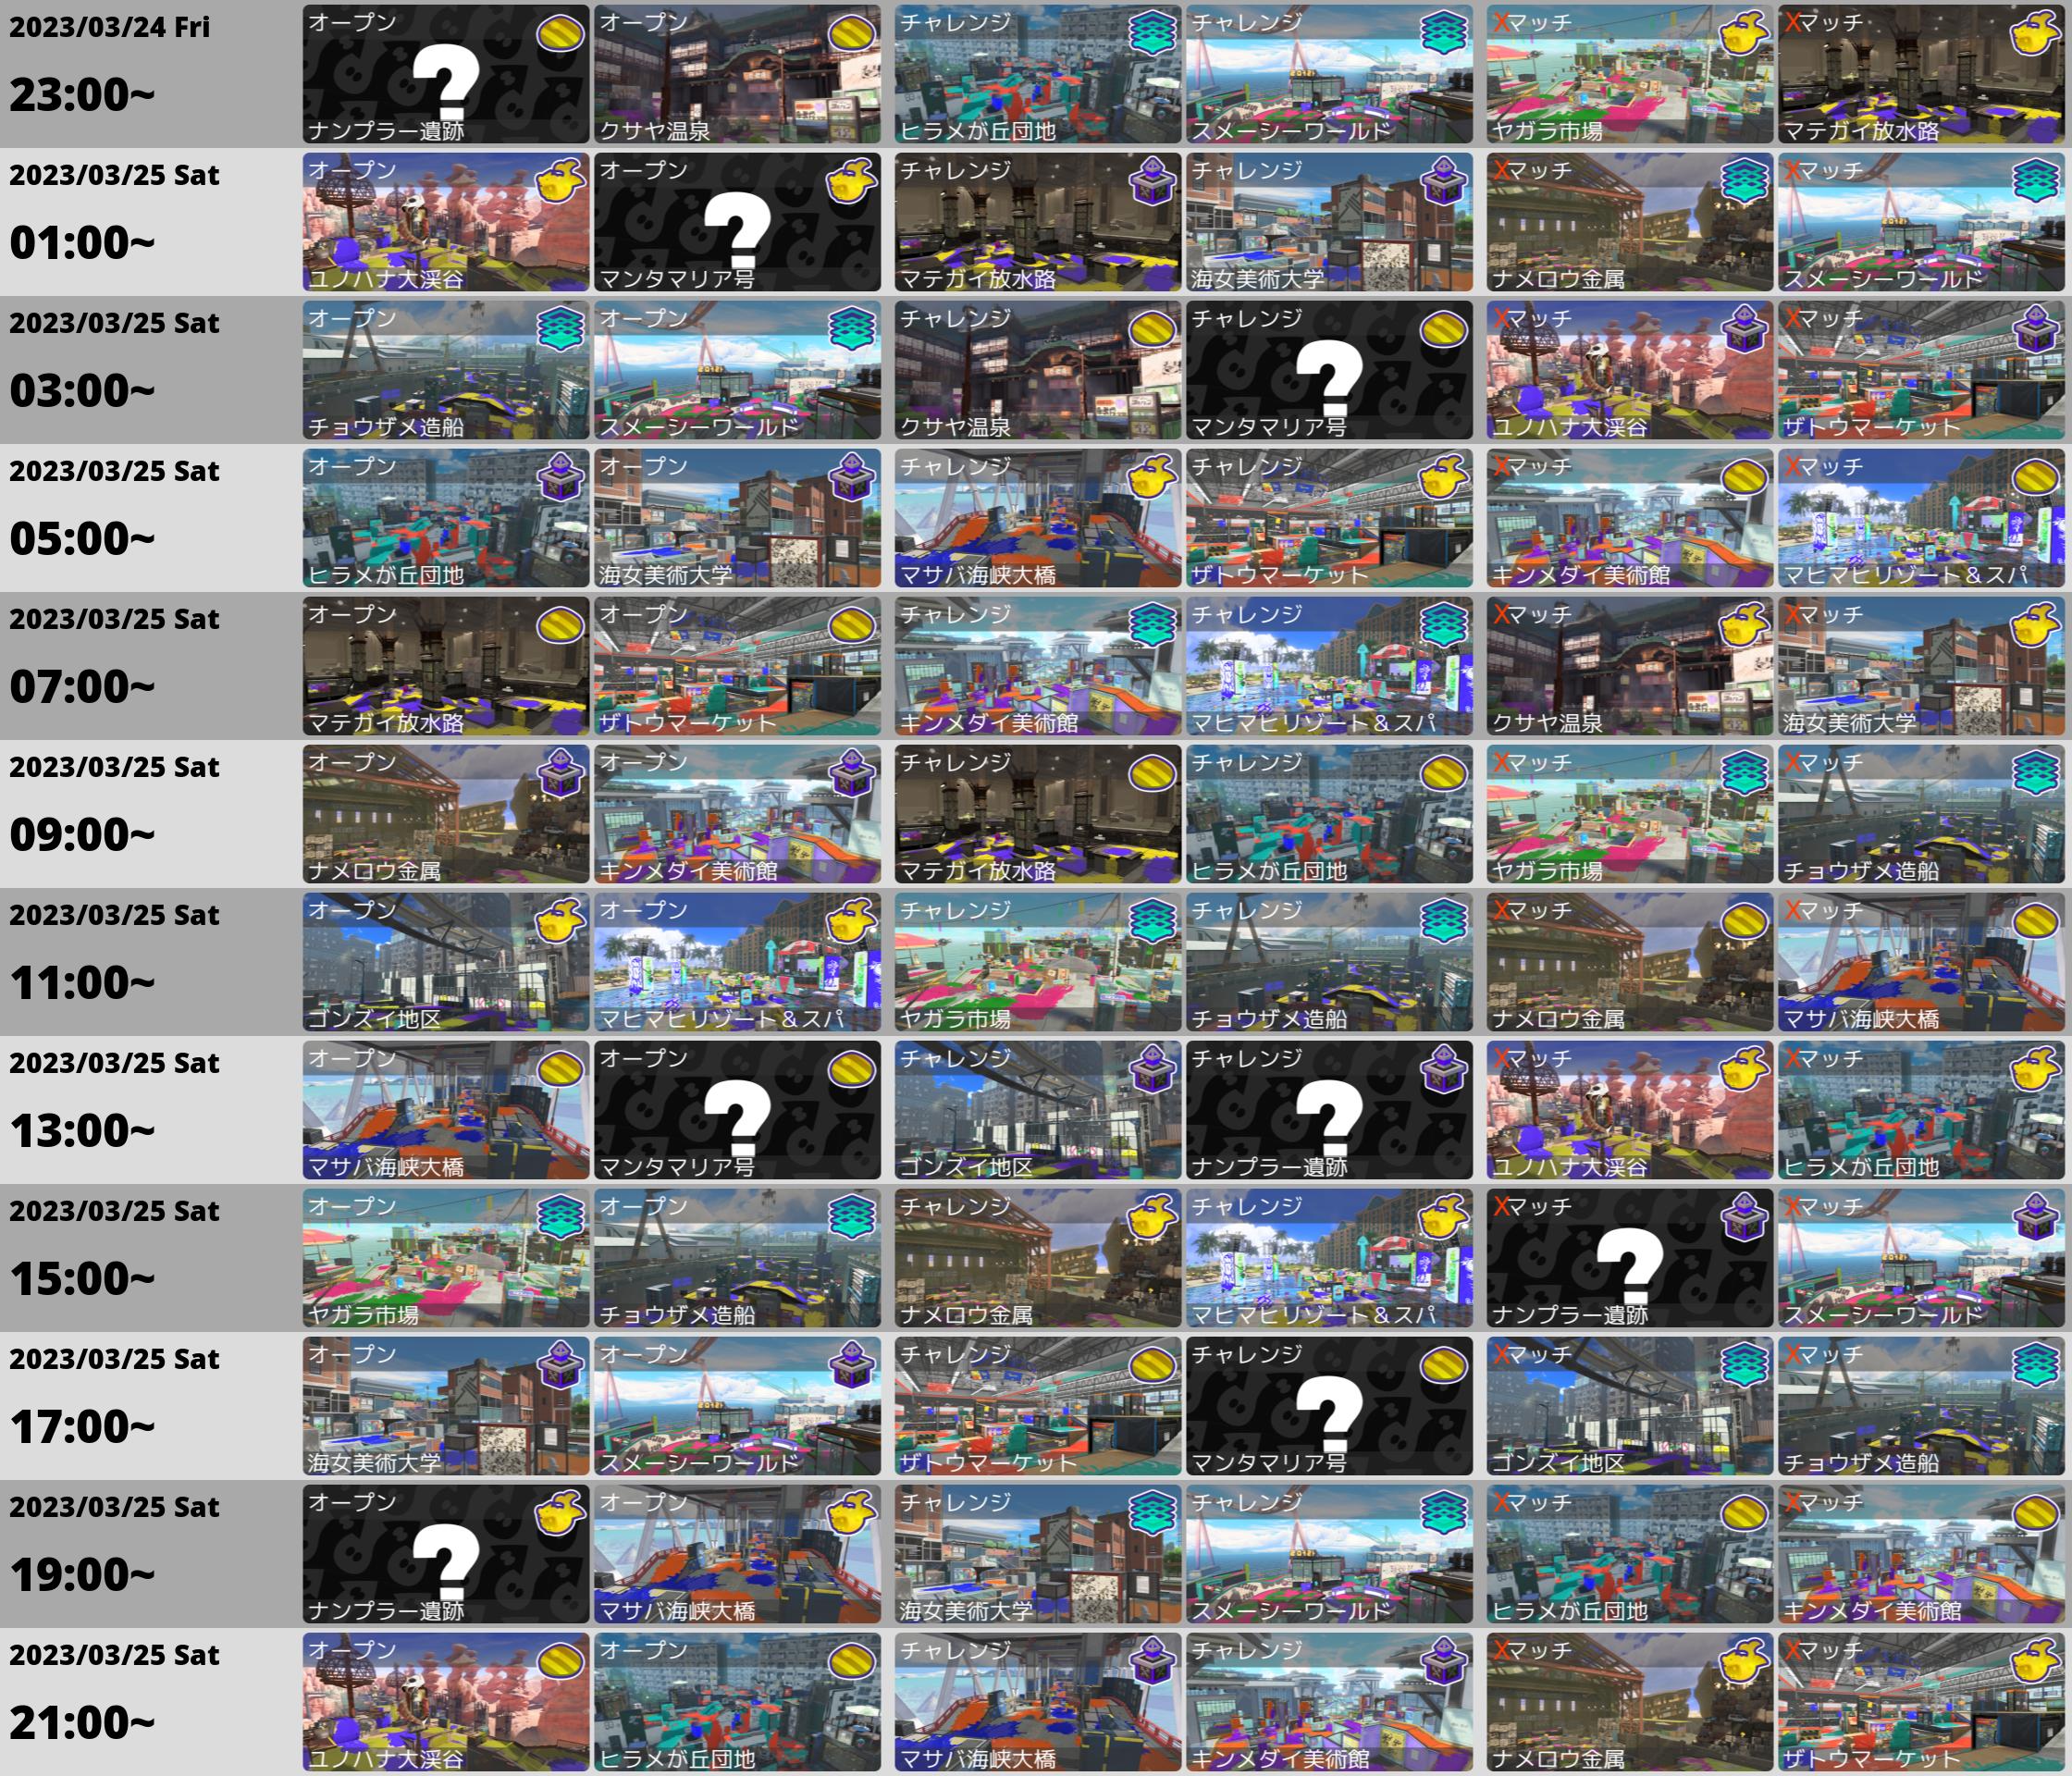 2023/03/24 Fri
23:00~
オープン オープン チャレンジ チャレンジ Xマッチ Xマッチ
ナンプラー遺跡 クサヤ温泉 ヒラメが丘団地 スメーシーワールド ヤガラ市場 マテガイ放水路
2023/03/25 Sat
01:00~
オープン オープン チャレンジ チャレンジ Xマッチ Xマッチ
ユノハナ大渓谷 マンタマリア号 マテガイ放水路 海女美術大学 ナメロウ金属 スメーシーワールド
2023/03/25 Sat
03:00~
オープン オープン チャレンジ チャレンジ Xマッチ Xマッチ
チョウザメ造船 スメーシーワールド クサヤ温泉 マンタマリア号 ユノハナ大渓谷 ザトウマーケット
2023/03/25 Sat
05:00~
オープン オープン チャレンジ チャレンジ Xマッチ Xマッチ
ヒラメが丘団地 海女美術大学 マサバ海峡大橋 ザトウマーケット キンメダイ美術館 マヒマヒリゾート＆スパ
2023/03/25 Sat
07:00~
オープン オープン チャレンジ チャレンジ Xマッチ Xマッチ
マテガイ放水路 ザトウマーケット キンメダイ美術館 マヒマヒリゾート＆スパ クサヤ温泉 海女美術大学
2023/03/25 Sat
09:00~
オープン オープン チャレンジ チャレンジ Xマッチ Xマッチ
ナメロウ金属 キンメダイ美術館 マテガイ放水路 ヒラメが丘団地 ヤガラ市場 チョウザメ造船
2023/03/25 Sat
11:00~
オープン オープン チャレンジ チャレンジ Xマッチ Xマッチ
ゴンズイ地区 マヒマヒリゾート＆スパ ヤガラ市場 チョウザメ造船 ナメロウ金属 マサバ海峡大橋
2023/03/25 Sat
13:00~
オープン オープン チャレンジ チャレンジ Xマッチ Xマッチ
マサバ海峡大橋 マンタマリア号 ゴンズイ地区 ナンプラー遺跡 ユノハナ大渓谷 ヒラメが丘団地
2023/03/25 Sat
15:00~
オープン オープン チャレンジ チャレンジ Xマッチ Xマッチ
ヤガラ市場 チョウザメ造船 ナメロウ金属 マヒマヒリゾート＆スパ ナンプラー遺跡 スメーシーワールド
2023/03/25 Sat
17:00~
オープン オープン チャレンジ チャレンジ Xマッチ Xマッチ
海女美術大学 スメーシーワールド ザトウマーケット マンタマリア号 ゴンズイ地区 チョウザメ造船
2023/03/25 Sat
19:00~
オープン オープン チャレンジ チャレンジ Xマッチ Xマッチ
ナンプラー遺跡 マサバ海峡大橋 海女美術大学 スメーシーワールド ヒラメが丘団地 キンメダイ美術館
2023/03/25 Sat
21:00~
オープン オープン チャレンジ チャレンジ Xマッチ Xマッチ
ユノハナ大渓谷 ヒラメが丘団地 マサバ海峡大橋 キンメダイ美術館 ナメロウ金属 ザトウマーケット